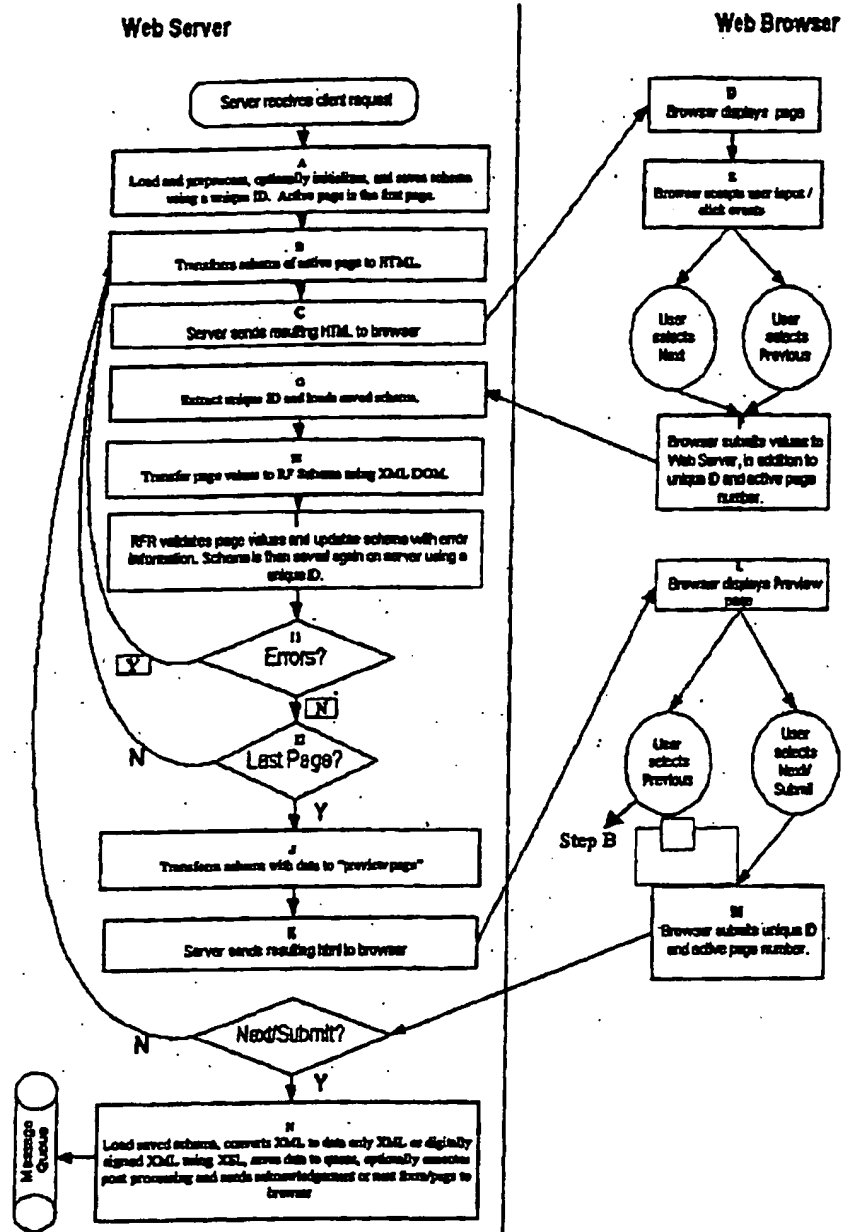 Web Server
Web Browser
Server receives client request
A
Load and preprocess, optionally initializes, and saves schema
using a unique ID. Active page is the first page.
B
Transform schema of active page to HTML.
C
Server sends resulting HTML to browser
D
Browser displays page
E
Browser accepts user input /
click events
User
selects
Next
User
selects
Previous
F
Browser submits values to
Web Server, in addition to
unique ID and active page
number.
G
Extract unique ID and loads saved schema.
H
Transfer page values to RF Schema using XML DOM.
I
RFR validates page values and updates schema with error
information. Schema is then saved again on server using a
unique ID.
I1
Errors?
Y
N
I2
Last Page?
N
Y
J
Transform schema with data to "preview page"
K
Server sends resulting html to browser
L
Browser displays Preview
page
User
selects
Previous
User
selects
Next/
Submit
Step B
M
Browser submits unique ID
and active page number.
Next/Submit?
N
Y
N
Load saved schema, converts XML to data only XML or digitally
signed XML using XSL, saves data to queue, optionally executes
post processing and sends acknowledgement or next form/page to
browser
Message
Queue